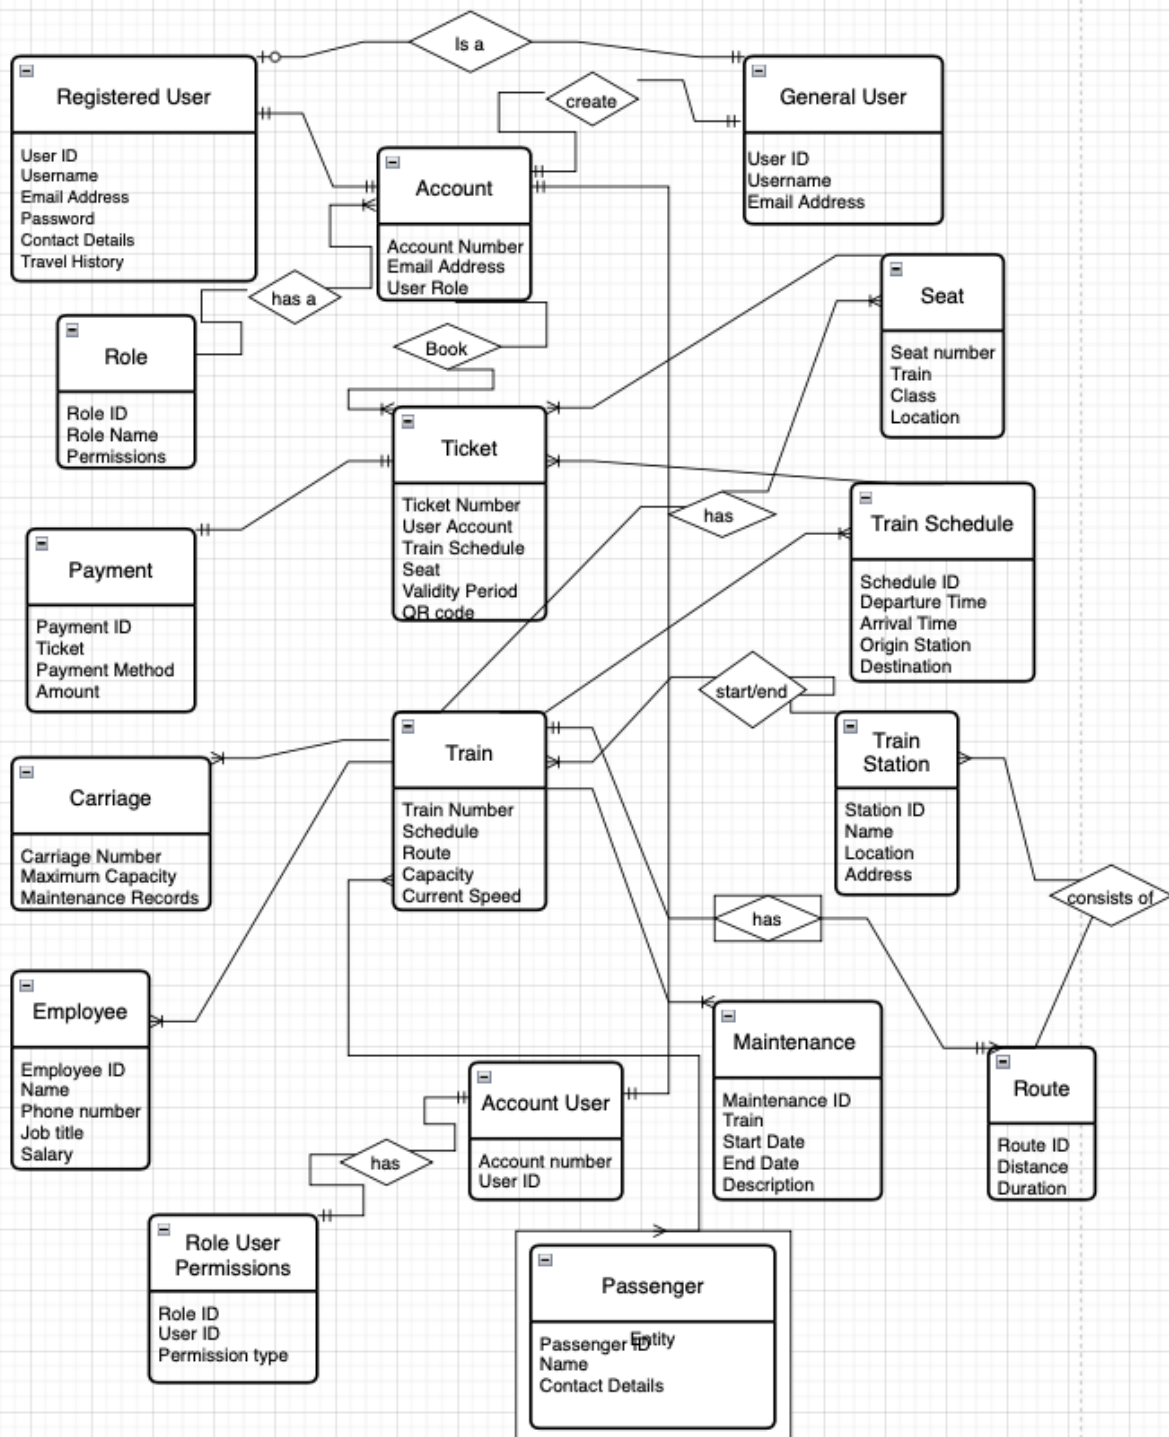 Is a
Registered User
User ID
Username
Email Address
Password
Contact Details
Travel History
create
General User
User ID
Username
Email Address
Account
Account Number
Email Address
User Role
has a
Role
Role ID
Role Name
Permissions
Book
Seat
Seat number
Train
Class
Location
Ticket
Ticket Number
User Account
Train Schedule
Seat
Validity Period
QR code
has
Train Schedule
Schedule ID
Departure Time
Arrival Time
Origin Station
Destination
Payment
Payment ID
Ticket
Payment Method
Amount
start/end
Train
Station
Station ID
Name
Location
Address
Train
Train Number
Schedule
Route
Capacity
Current Speed
Carriage
Carriage Number
Maximum Capacity
Maintenance Records
consists of
has
Employee
Employee ID
Name
Phone number
Job title
Salary
Maintenance
Maintenance ID
Train
Start Date
End Date
Description
Route
Route ID
Distance
Duration
Account User
Account number
User ID
has
Role User
Permissions
Role ID
User ID
Permission type
Passenger
Entity
Passenger ID
Name
Contact Details